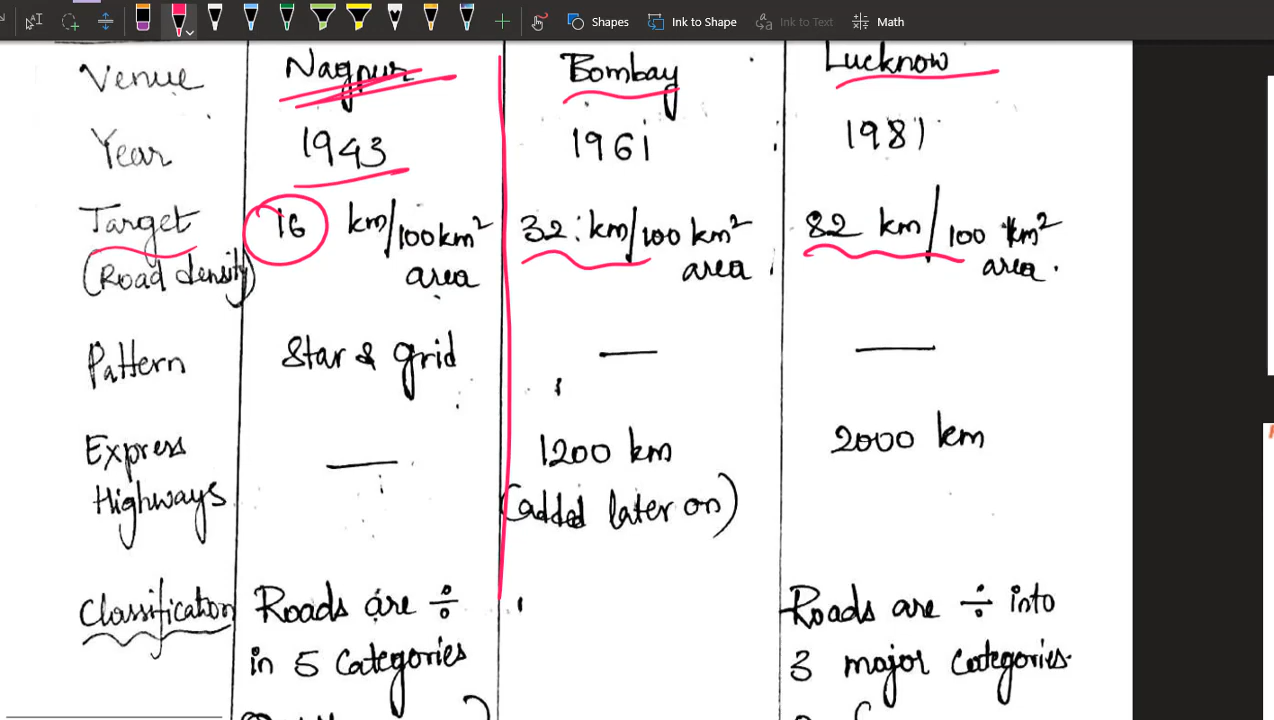 Shapes Ink to Shape Ink to Text Math
Venue Nagpur Bombay Lucknow
Year 1943 1961 1981
Target 16 km/100km² 32 km/100 km² 82 km/100 km²
(Road density) area area area.
Pattern Star & grid — —
Express — 1200 km 2000 km
Highways (added later on)
Classification Roads are ÷ Roads are ÷ into
in 5 Categories 3 major categories.